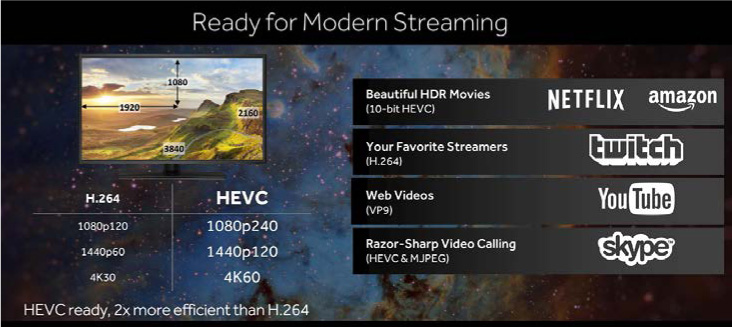 Ready for Modern Streaming
1080
1920
2160
3840
H.264 HEVC
1080p120 1080p240
1440p60 1440p120
4K30 4K60
HEVC ready, 2x more efficient than H.264
Beautiful HDR Movies
(10-bit HEVC)
NETFLIX amazon
Your Favorite Streamers
(H.264)
twitch
Web Videos
(VP9)
YouTube
Razor-Sharp Video Calling
(HEVC & MJPEG)
skype